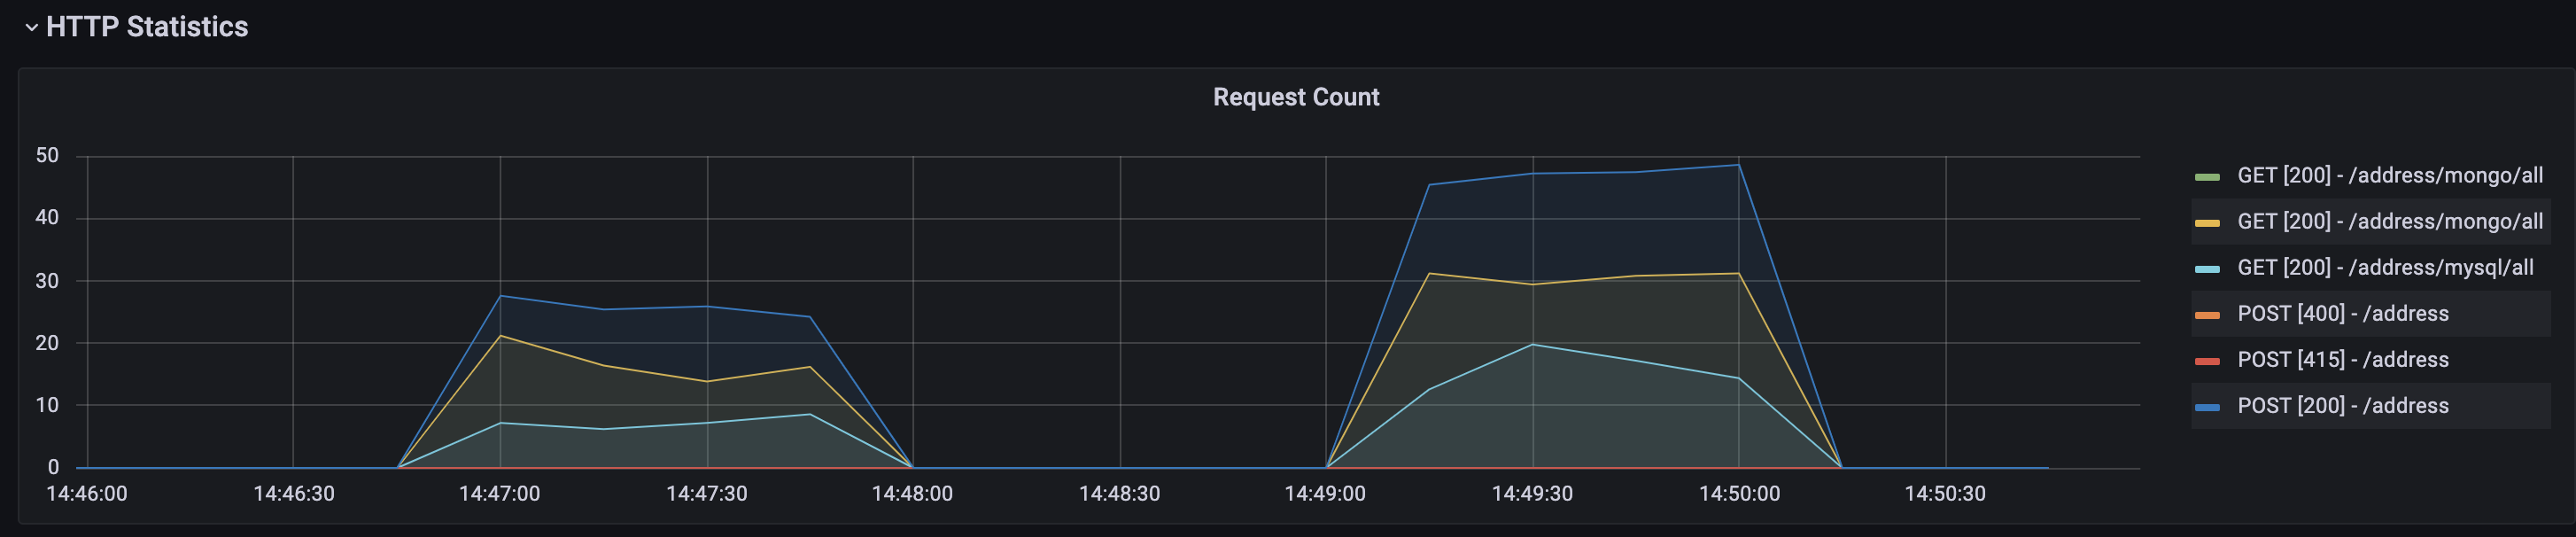 HTTP Statistics
Request Count
50
40
30
20
10
0
14:46:00 14:46:30 14:47:00 14:47:30 14:48:00 14:48:30 14:49:00 14:49:30 14:50:00 14:50:30
GET [200] - /address/mongo/all
GET [200] - /address/mongo/all
GET [200] - /address/mysql/all
POST [400] - /address
POST [415] - /address
POST [200] - /address